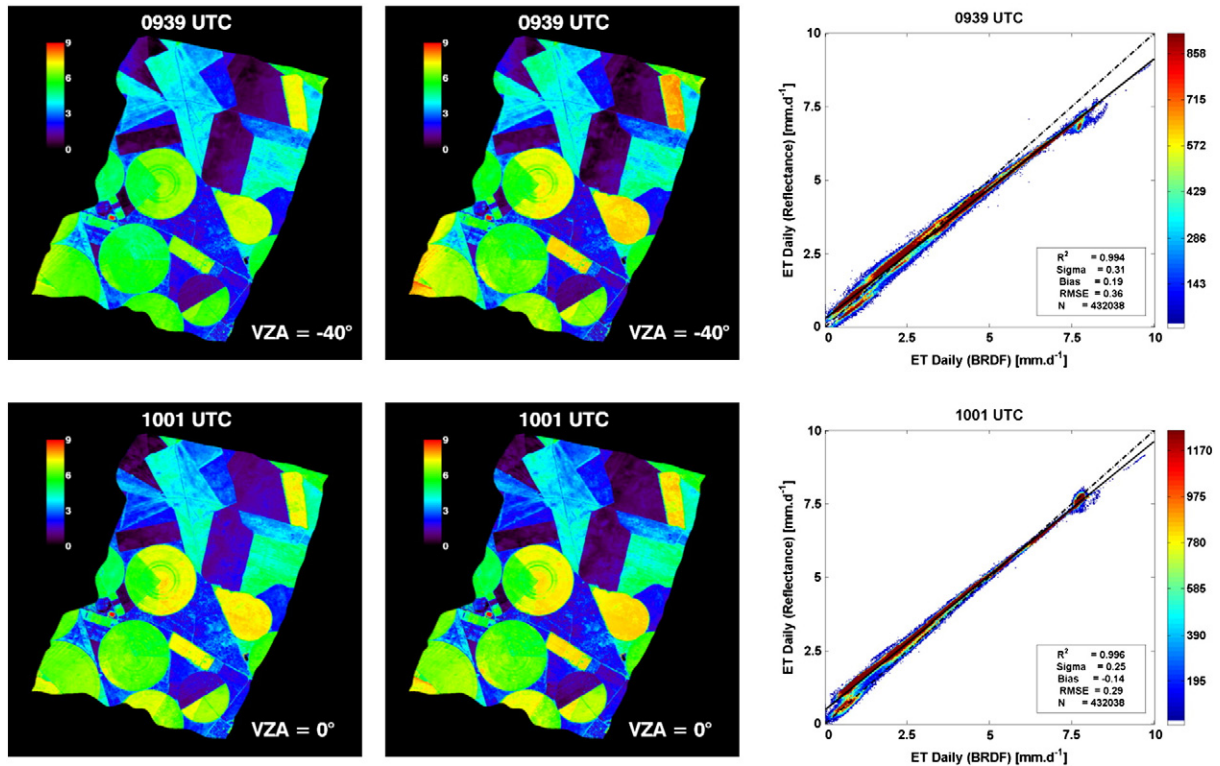 0939 UTC
9
6
3
0
VZA = -40°
0939 UTC
9
6
3
0
VZA = -40°
0939 UTC
ET Daily (Reflectance) [mm.d⁻¹]
10
7.5
5
2.5
0
0 2.5 5 7.5 10
ET Daily (BRDF) [mm.d⁻¹]
R² = 0.994
Sigma = 0.31
Bias = 0.19
RMSE = 0.36
N = 432038
858
715
572
429
286
143
1001 UTC
9
6
3
0
VZA = 0°
1001 UTC
9
6
3
0
VZA = 0°
1001 UTC
ET Daily (Reflectance) [mm.d⁻¹]
10
7.5
5
2.5
0
0 2.5 5 7.5 10
ET Daily (BRDF) [mm.d⁻¹]
R² = 0.996
Sigma = 0.25
Bias = -0.14
RMSE = 0.29
N = 432038
1170
975
780
585
390
195